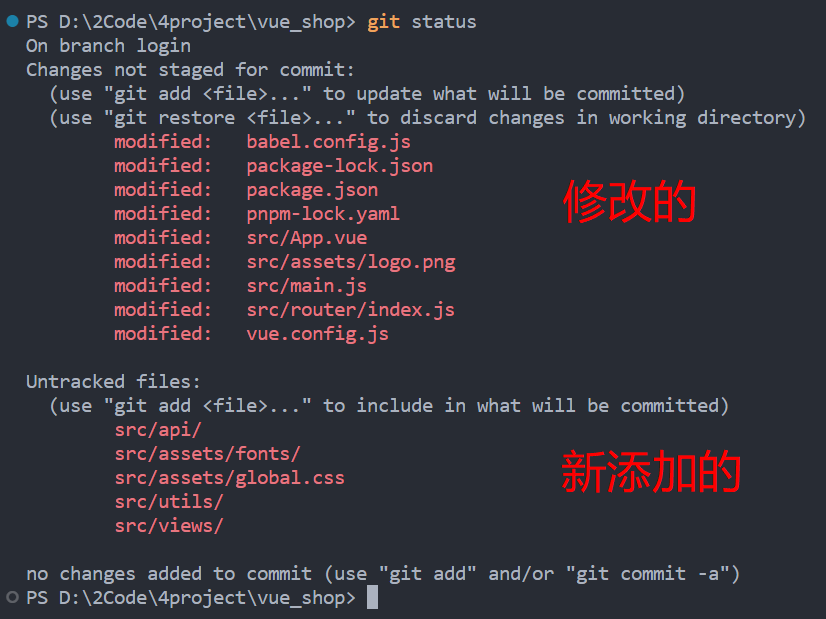 PS D:\2Code\4project\vue_shop> git status
On branch login
Changes not staged for commit:
  (use "git add <file>..." to update what will be committed)
  (use "git restore <file>..." to discard changes in working directory)
        modified:   babel.config.js
        modified:   package-lock.json
        modified:   package.json
        modified:   pnpm-lock.yaml
修改的
        modified:   src/App.vue
        modified:   src/assets/logo.png
        modified:   src/main.js
        modified:   src/router/index.js
        modified:   vue.config.js
Untracked files:
  (use "git add <file>..." to include in what will be committed)
        src/api/
        src/assets/fonts/
        src/assets/global.css
新添加的
        src/utils/
        src/views/
no changes added to commit (use "git add" and/or "git commit -a")
PS D:\2Code\4project\vue_shop>